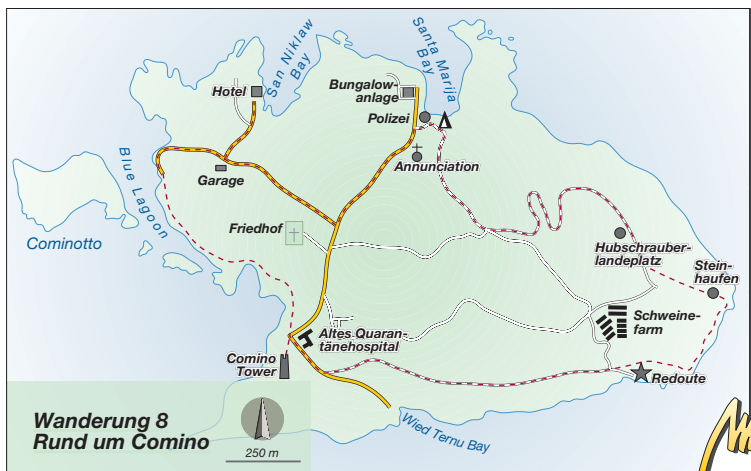 San Niklaw
Bay
Santa Marija
Bay
Hotel
Bungalow-
anlage
Polizei
Blue Lagoon
Garage
Annunciation
Cominotto
Friedhof
Hubschrauber-
landeplatz
Stein-
haufen
Schweine-
farm
Altes Quaran-
tänehospital
Comino
Tower
Redoute
Wied Ternu Bay
Wanderung 8
Rund um Comino
250 m